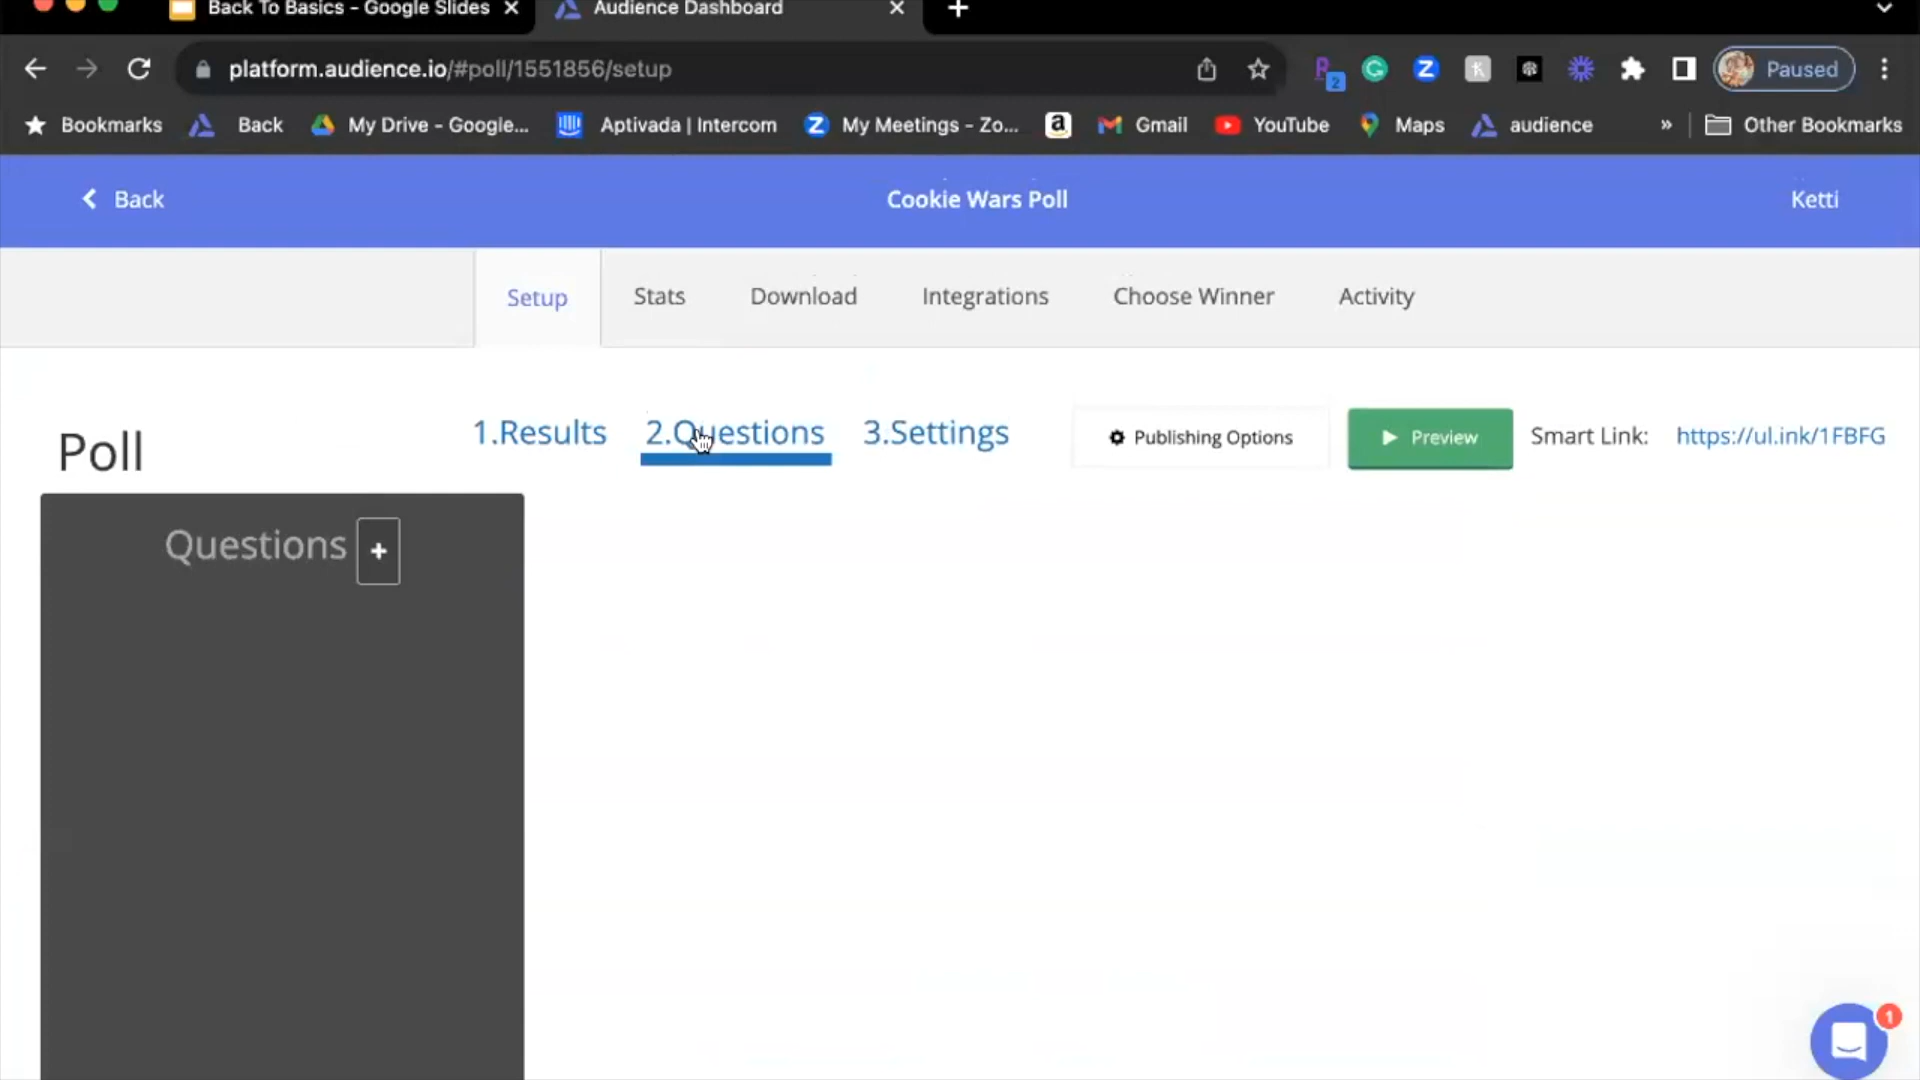 Back To Basics - Google Slides
Audience Dashboard
platform.audience.io/#poll/1551856/setup
2
Paused
Bookmarks
Back
My Drive - Google...
Aptivada | Intercom
My Meetings - Zo...
Gmail
YouTube
Maps
audience
»
Other Bookmarks
Back
Cookie Wars Poll
Ketti
Setup
Stats
Download
Integrations
Choose Winner
Activity
Poll
1.Results
2.Questions
3.Settings
Publishing Options
Preview
Smart Link: https://ul.ink/1FBFG
Questions +
1